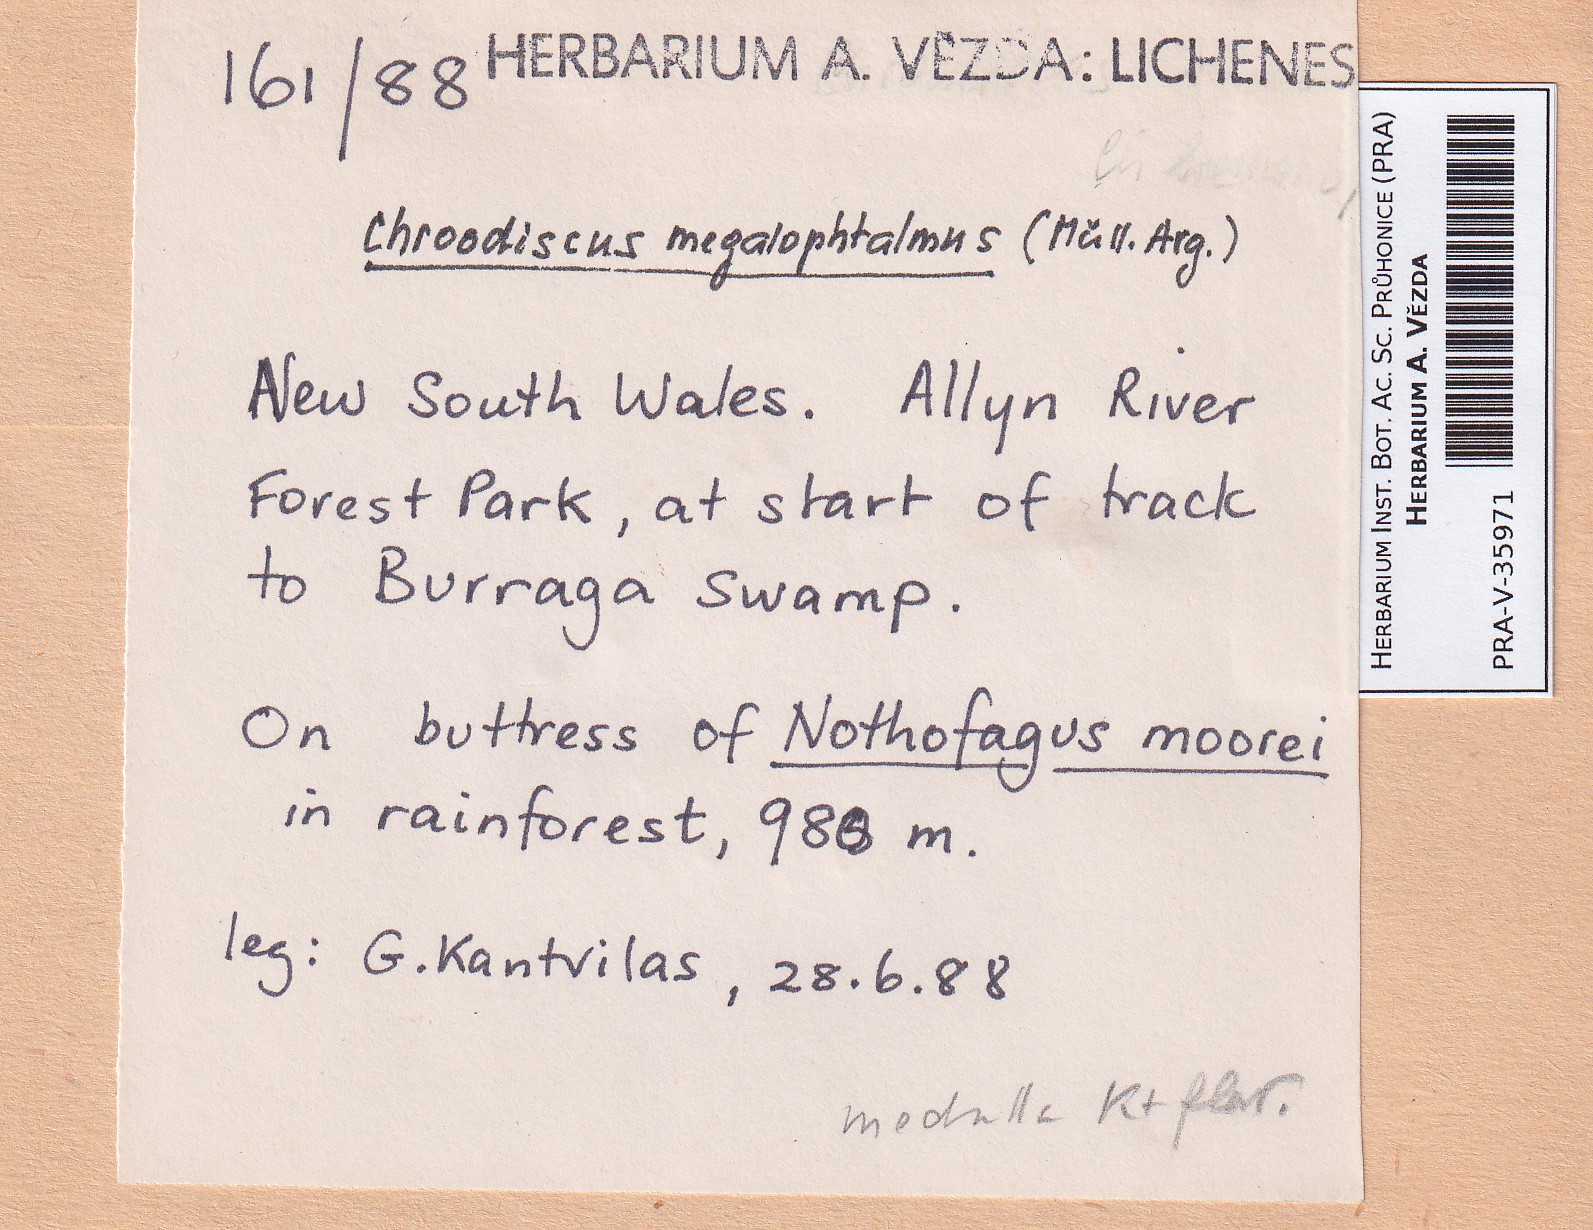 161/88 HERBARIUM A. VĚZDA: LICHENES
Chroodiscus megalophtalmus (Müll. Arg.)
New South Wales. Allyn River
Forest Park, at start of track
to Burraga Swamp.
On buttress of Nothofagus moorei
in rainforest, 980 m.
leg: G. Kantvilas, 28.6.88
medulla K+ flav.
HERBARIUM INST. BOT. AC. SC. PRŮHONICE (PRA)
HERBARIUM A. VĚZDA
PRA-V-35971